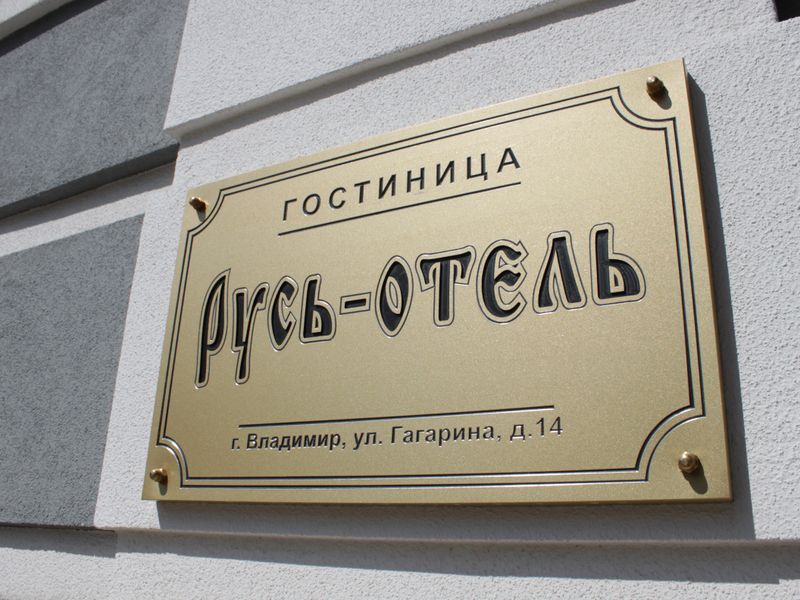 ГОСТИНИЦА
Русь-отель
г. Владимир, ул. Гагарина, д.14